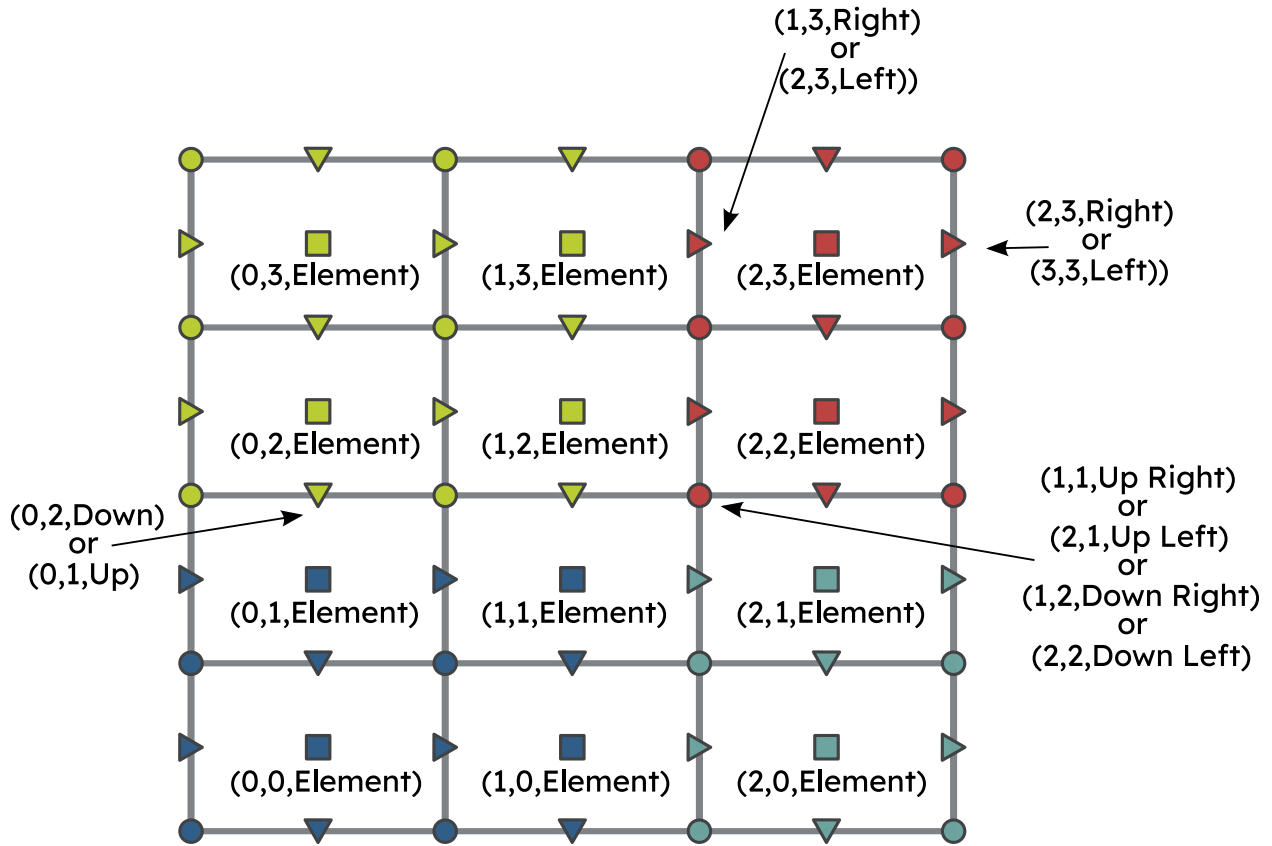 (1,3,Right)
or
(2,3,Left))
(2,3,Right)
or
(3,3,Left))
(0,3,Element)
(1,3,Element)
(2,3,Element)
(0,2,Element)
(1,2,Element)
(2,2,Element)
(0,2,Down)
or
(0,1,Up)
(1,1,Up Right)
or
(2,1,Up Left)
or
(1,2,Down Right)
or
(2,2,Down Left)
(0,1,Element)
(1,1,Element)
(2,1,Element)
(0,0,Element)
(1,0,Element)
(2,0,Element)